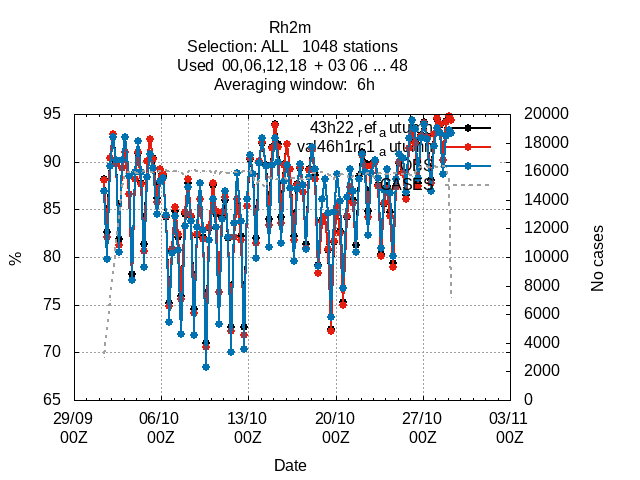 Rh2m
Selection: ALL 1048 stations
Used 00,06,12,18 + 03 06 ... 48
Averaging window: 6h
95
90
85
80
75
70
65
%
20000
18000
16000
14000
12000
10000
8000
6000
4000
2000
0
No cases
43h22_ref_autumn
CASES
29/09 06/10 13/10 20/10 27/10 03/11
00Z 00Z 00Z 00Z 00Z 00Z
Date